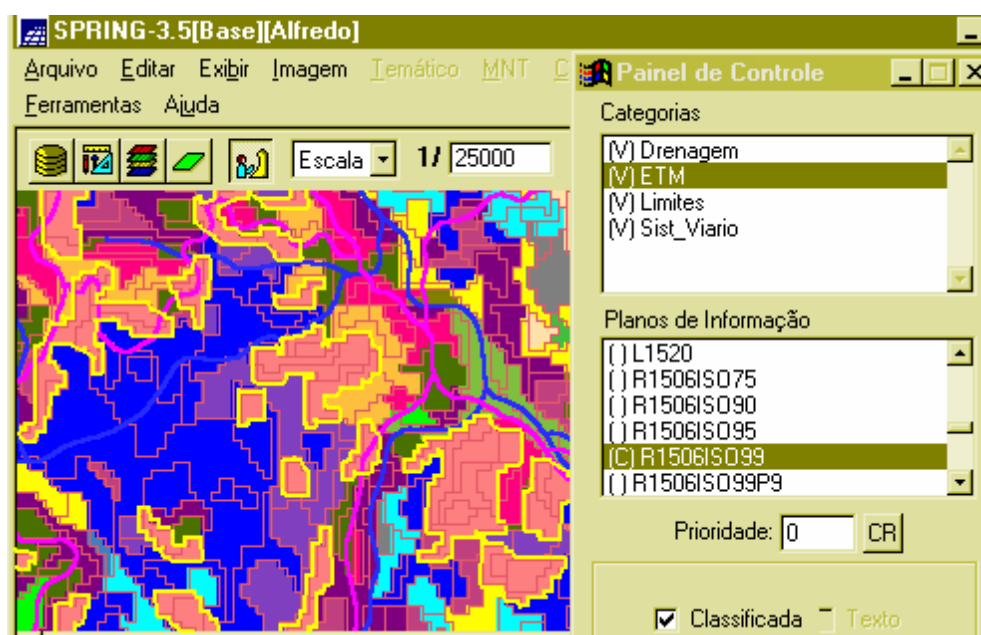 SPRING-3.5[Base][Alfredo]
Arquivo Editar Exibir Imagem Temático MNT C
Ferramentas Ajuda
Escala 1/ 25000
Painel de Controle
Categorias
(V) Drenagem
(V) ETM
(V) Limites
(V) Sist_Viario
Planos de Informação
( ) L1520
( ) R1506ISO75
( ) R1506ISO90
( ) R1506ISO95
(C) R1506ISO99
( ) R1506ISO99P9
Prioridade: 0 CR
Classificada Texto